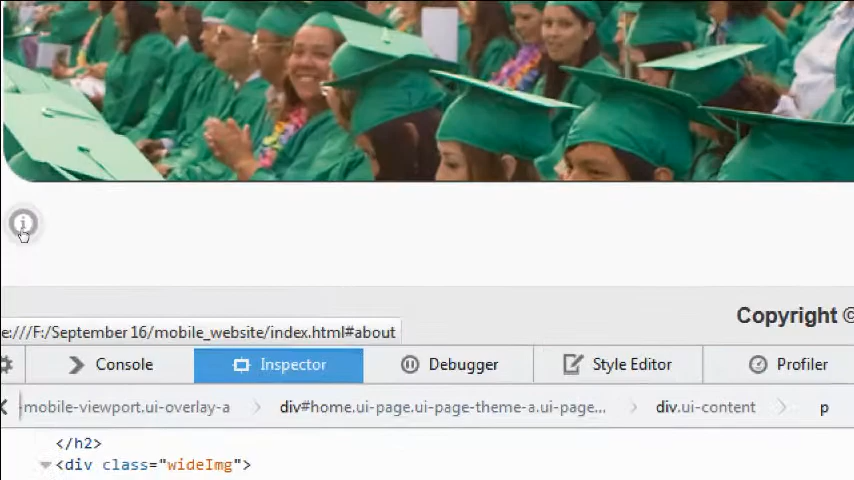 i
Copyright ©
e:///F:/September 16/mobile_website/index.html#about
Console Inspector Debugger Style Editor Profiler
-mobile-viewport.ui-overlay-a div#home.ui-page.ui-page-theme-a.ui-page... div.ui-content p
</h2>
<div class="wideImg">